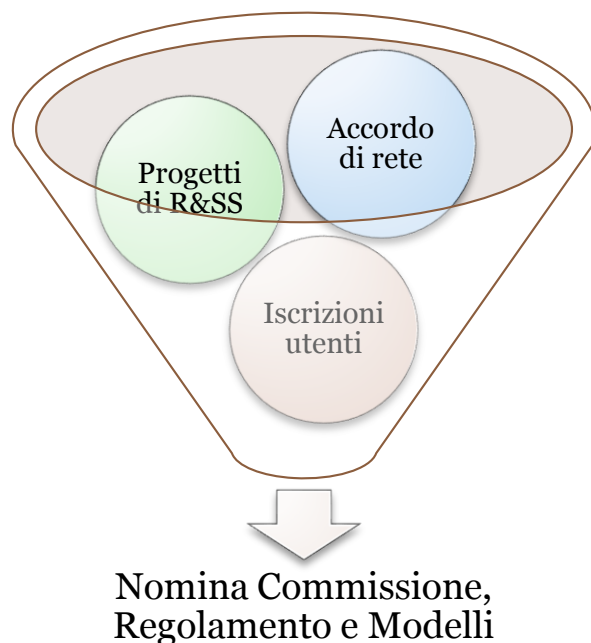 Accordo
di rete
Progetti
di R&SS
Iscrizioni
utenti
Nomina Commissione,
Regolamento e Modelli